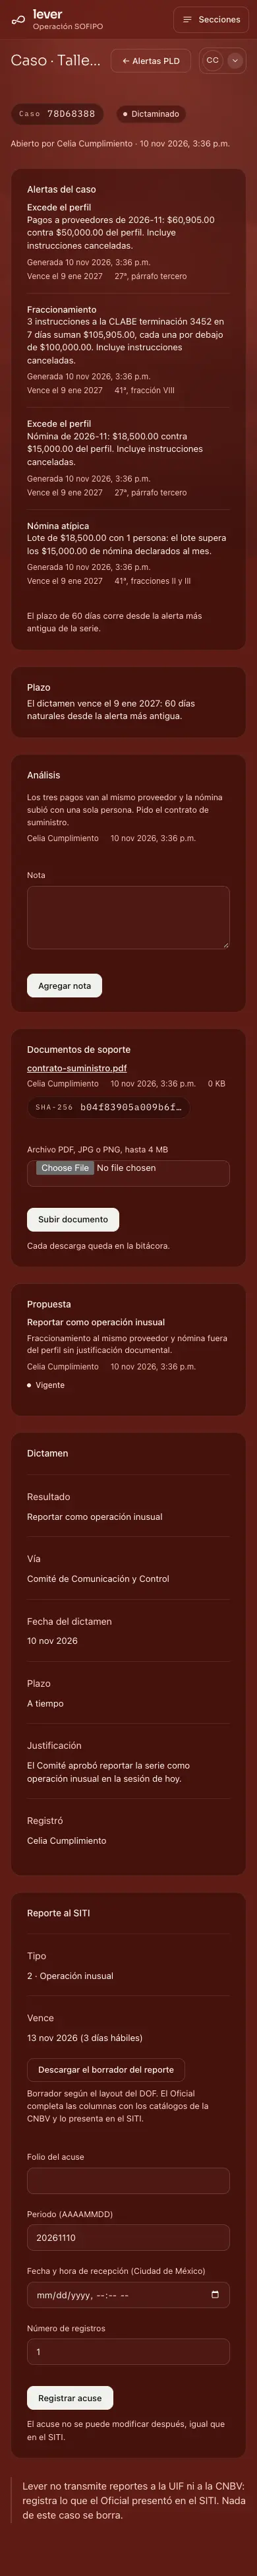 lever
Operación SOFIPO
Secciones
Caso · Talle...
← Alertas PLD
CC
Caso 78D68388
Dictaminado
Abierto por Celia Cumplimiento · 10 nov 2026, 3:36 p.m.
Alertas del caso
Excede el perfil
Pagos a proveedores de 2026-11: $60,905.00
contra $50,000.00 del perfil. Incluye
instrucciones canceladas.
Generada 10 nov 2026, 3:36 p.m.
Vence el 9 ene 2027 27ª, párrafo tercero
Fraccionamiento
3 instrucciones a la CLABE terminación 3452 en
7 días suman $105,905.00, cada una por debajo
de $100,000.00. Incluye instrucciones
canceladas.
Generada 10 nov 2026, 3:36 p.m.
Vence el 9 ene 2027 41ª, fracción VIII
Excede el perfil
Nómina de 2026-11: $18,500.00 contra
$15,000.00 del perfil. Incluye instrucciones
canceladas.
Generada 10 nov 2026, 3:36 p.m.
Vence el 9 ene 2027 27ª, párrafo tercero
Nómina atípica
Lote de $18,500.00 con 1 persona: el lote supera
los $15,000.00 de nómina declarados al mes.
Generada 10 nov 2026, 3:36 p.m.
Vence el 9 ene 2027 41ª, fracciones II y III
El plazo de 60 días corre desde la alerta más
antigua de la serie.
Plazo
El dictamen vence el 9 ene 2027: 60 días
naturales desde la alerta más antigua.
Análisis
Los tres pagos van al mismo proveedor y la nómina
subió con una sola persona. Pido el contrato de
suministro.
Celia Cumplimiento 10 nov 2026, 3:36 p.m.
Nota
Agregar nota
Documentos de soporte
contrato-suministro.pdf
Celia Cumplimiento 10 nov 2026, 3:36 p.m. 0 KB
SHA-256 b04f83905a009b6f…
Archivo PDF, JPG o PNG, hasta 4 MB
Choose File No file chosen
Subir documento
Cada descarga queda en la bitácora.
Propuesta
Reportar como operación inusual
Fraccionamiento al mismo proveedor y nómina fuera
del perfil sin justificación documental.
Celia Cumplimiento 10 nov 2026, 3:36 p.m.
Vigente
Dictamen
Resultado
Reportar como operación inusual
Vía
Comité de Comunicación y Control
Fecha del dictamen
10 nov 2026
Plazo
A tiempo
Justificación
El Comité aprobó reportar la serie como
operación inusual en la sesión de hoy.
Registró
Celia Cumplimiento
Reporte al SITI
Tipo
2 · Operación inusual
Vence
13 nov 2026 (3 días hábiles)
Descargar el borrador del reporte
Borrador según el layout del DOF. El Oficial
completa las columnas con los catálogos de la
CNBV y lo presenta en el SITI.
Folio del acuse
Periodo (AAAAMMDD)
20261110
Fecha y hora de recepción (Ciudad de México)
mm/dd/yyyy, --:-- --
Número de registros
1
Registrar acuse
El acuse no se puede modificar después, igual que
en el SITI.
Lever no transmite reportes a la UIF ni a la CNBV:
registra lo que el Oficial presentó en el SITI. Nada
de este caso se borra.